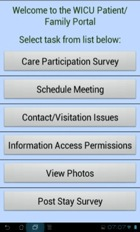 Welcome to the WICU Patient/
Family Portal
Select task from list below:
Care Participation Survey
Schedule Meeting
Contact/Visitation Issues
Information Access Permissions
View Photos
Post Stay Survey